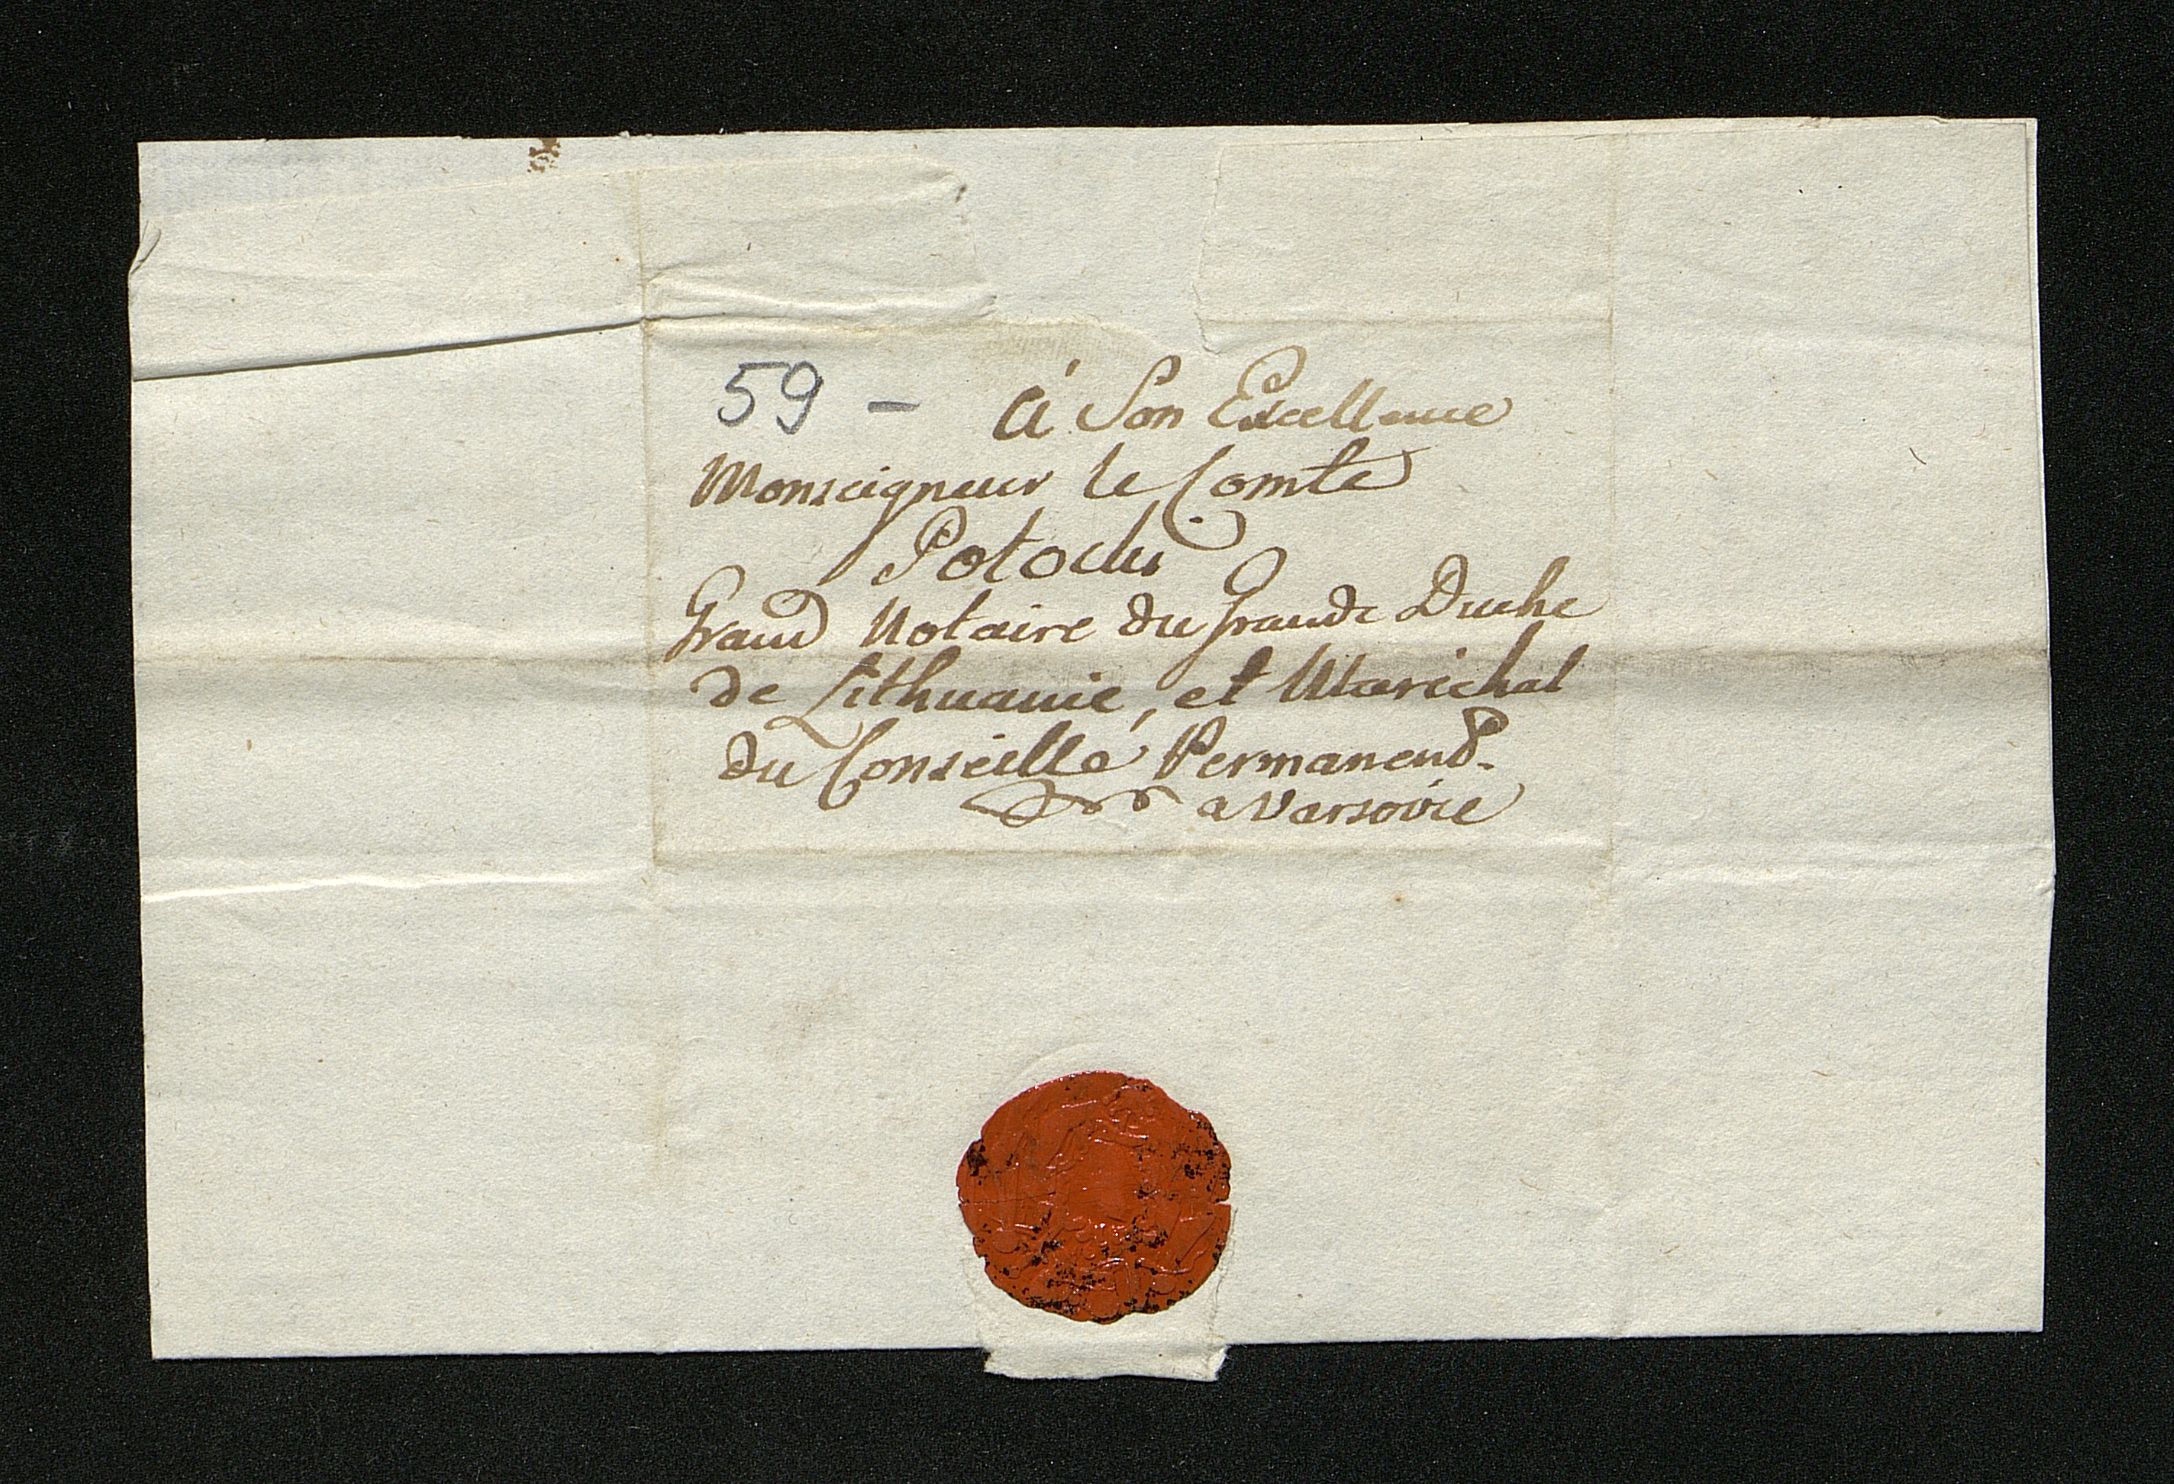 59 - à Son Excellence
Monseigneur le Comte
Potocki
Grand Notaire du Grande Duche
de Lithuanie, et Marechal
du Conseille Permanend.
a Varsovie